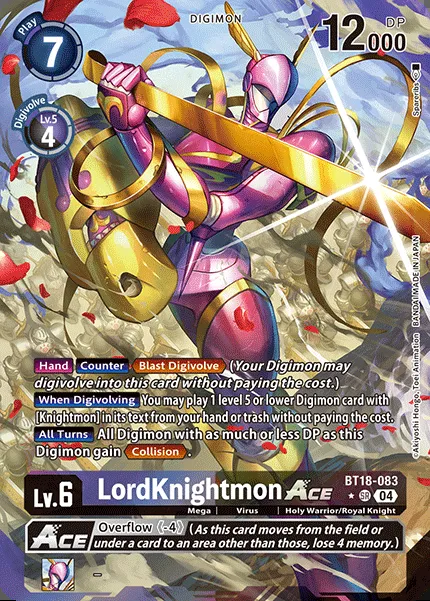 DIGIMON
Play
7
12000
DP
Digivolve
Lv.5
4
Spareribs
©Akiyoshi Hongo, Toei Animation BANDAI MADE IN JAPAN
Hand Counter Blast Digivolve (Your Digimon may
digivolve into this card without paying the cost.)
When Digivolving You may play 1 level 5 or lower Digimon card with
[Knightmon] in its text from your hand or trash without paying the cost.
All Turns All Digimon with as much or less DP as this
Digimon gain Collision.
Lv.6
LordKnightmon ACE
BT18-083
SR 04
Mega | Virus | Holy Warrior/Royal Knight
ACE
Overflow 《-4》 (As this card moves from the field or
under a card to an area other than those, lose 4 memory.)
-